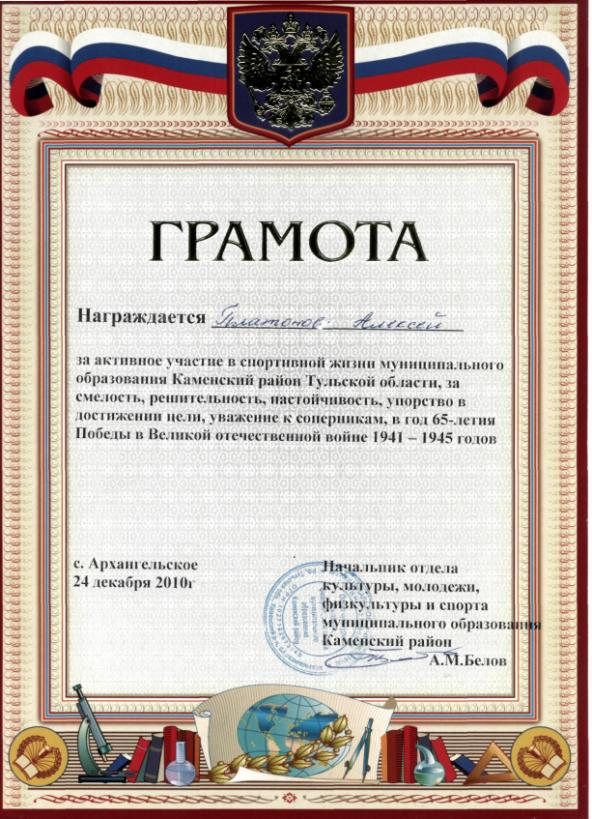 ГРАМОТА
Награждается Платонов Алексей
за активное участие в спортивной жизни муниципального
образования Каменский район Тульской области, за
смелость, решительность, настойчивость, упорство в
достижении цели, уважение к соперникам, в год 65-летия
Победы в Великой отечественной войне 1941 – 1945 годов
с. Архангельское
24 декабря 2010г
Начальник отдела
культуры, молодежи,
физкультуры и спорта
муниципального образования
Каменский район
А.М.Белов